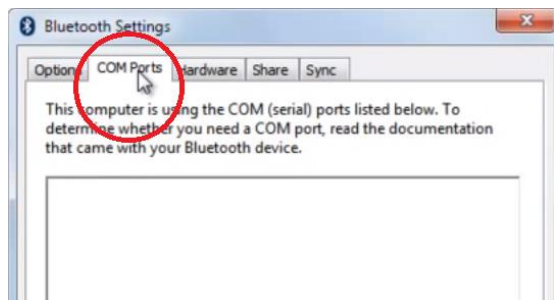 Bluetooth Settings
Options COM Ports Hardware Share Sync
This computer is using the COM (serial) ports listed below. To
determine whether you need a COM port, read the documentation
that came with your Bluetooth device.